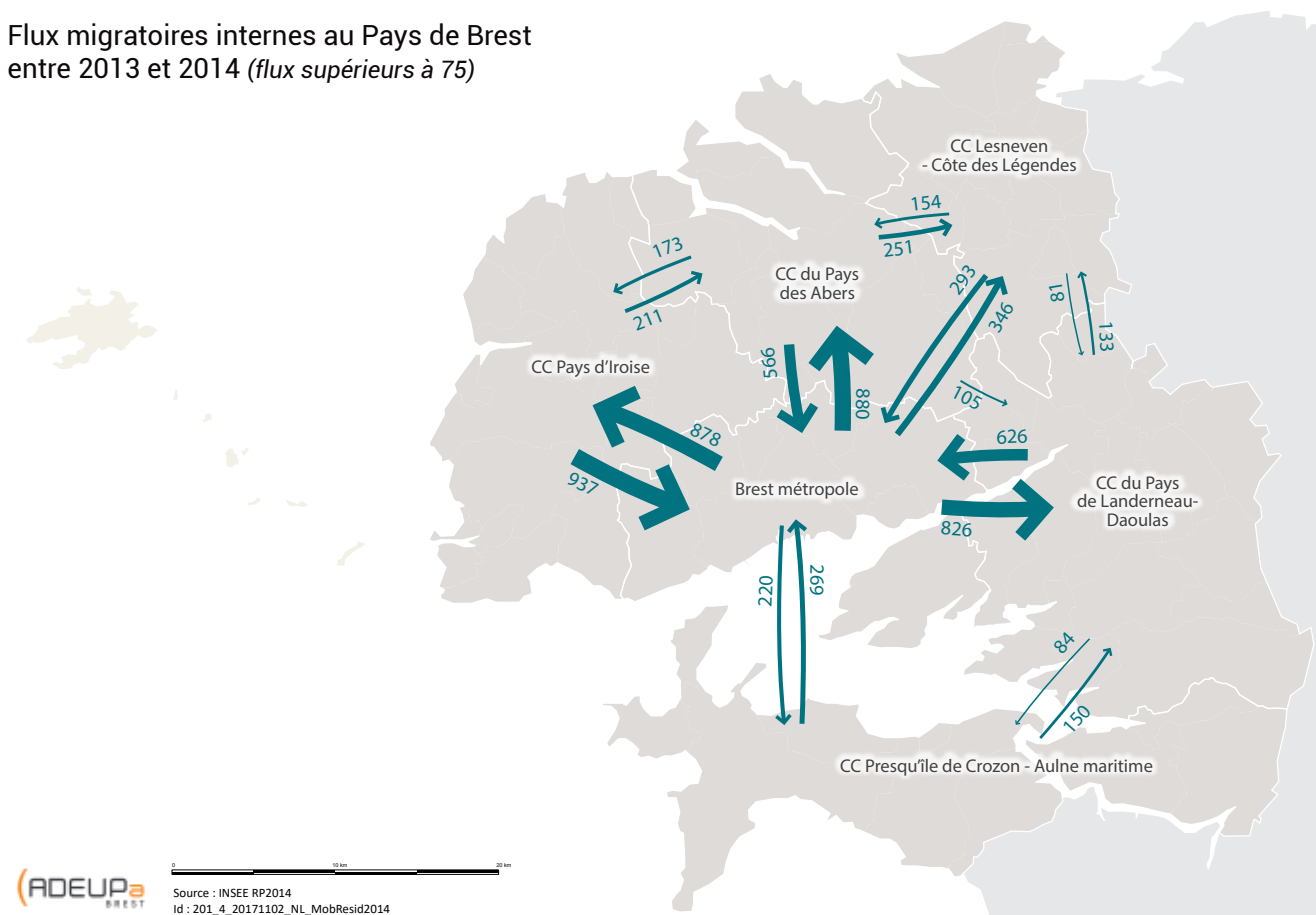 Flux migratoires internes au Pays de Brest
entre 2013 et 2014 (flux supérieurs à 75)
CC Lesneven
- Côte des Légendes
154
251
173
211
CC du Pays
des Abers
293
346
81
133
CC Pays d'Iroise
566
880
105
878
937
626
Brest métropole
CC du Pays
de Landerneau-
Daoulas
826
220
269
84
150
CC Presqu'île de Crozon - Aulne maritime
0
10 km
20 km
ADEUPa
BREST
Source : INSEE RP2014
Id : 201_4_20171102_NL_MobResid2014